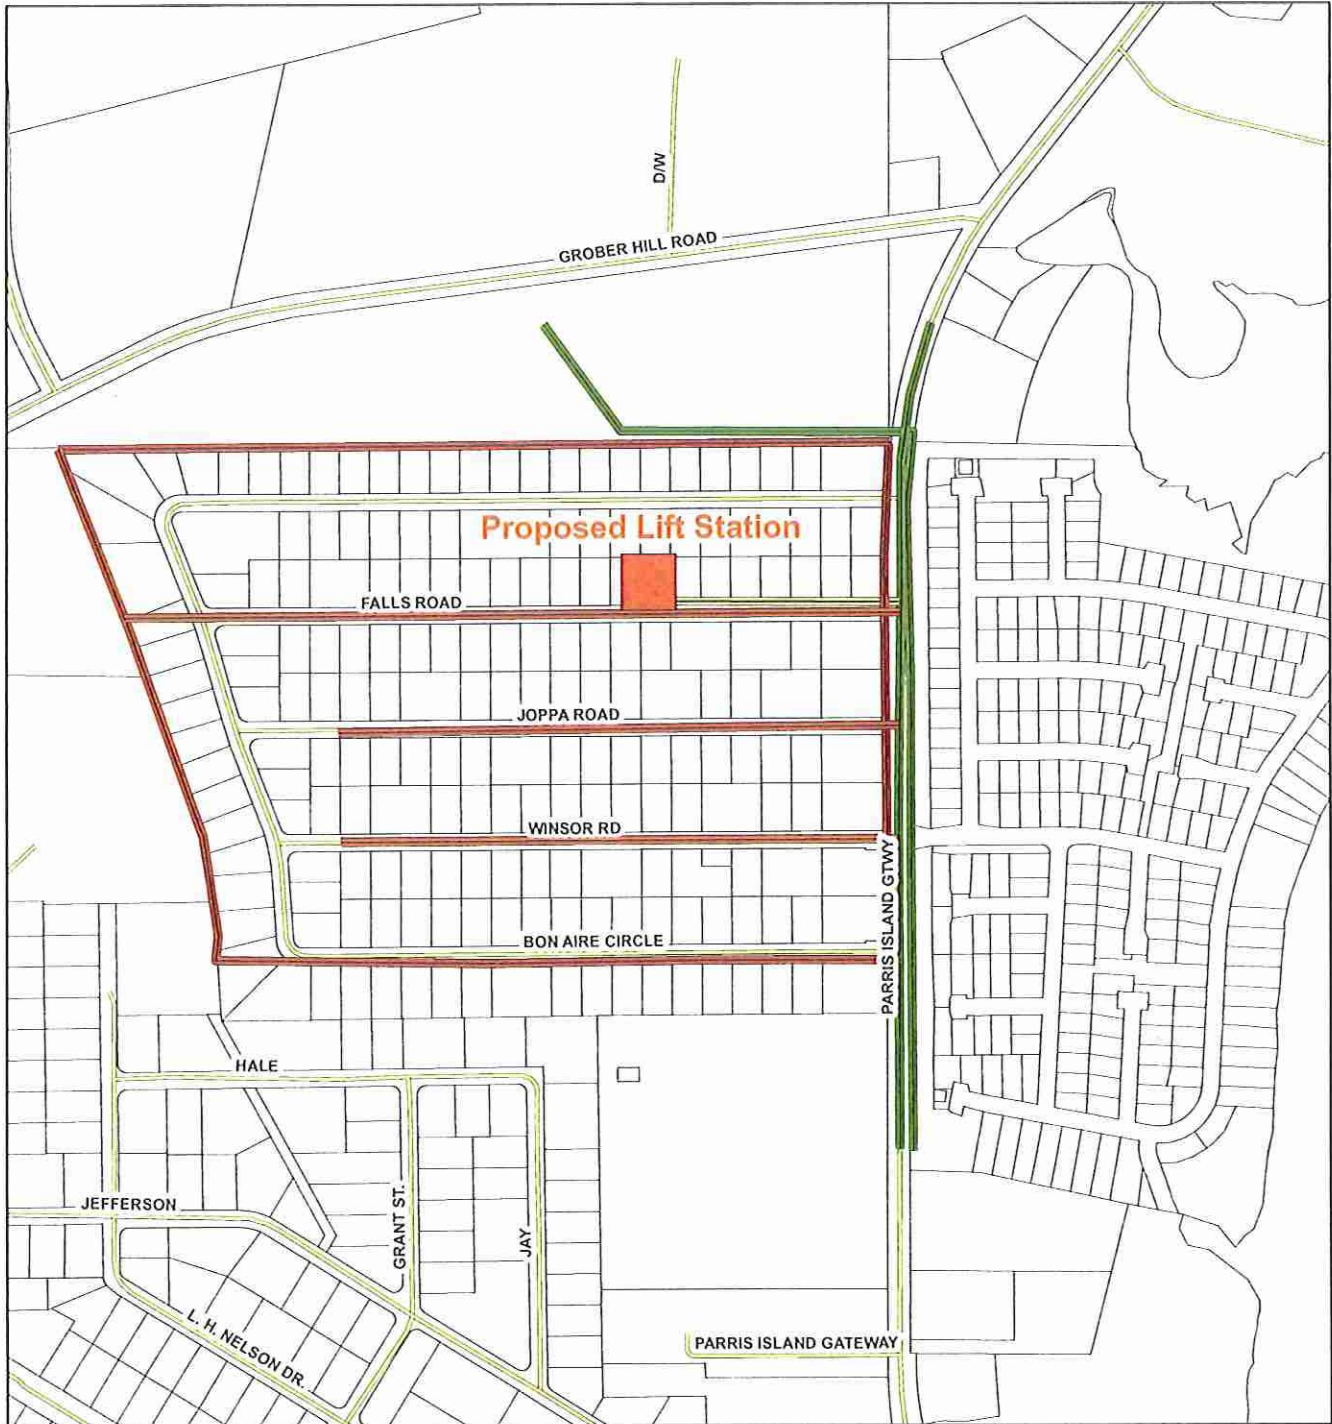 D/W
GROBER HILL ROAD
Proposed Lift Station
FALLS ROAD
JOPPA ROAD
WINSOR RD
PARRIS ISLAND GTWY
BON AIRE CIRCLE
HALE
JEFFERSON
GRANT ST.
JAY
L. H. NELSON DR.
PARRIS ISLAND GATEWAY